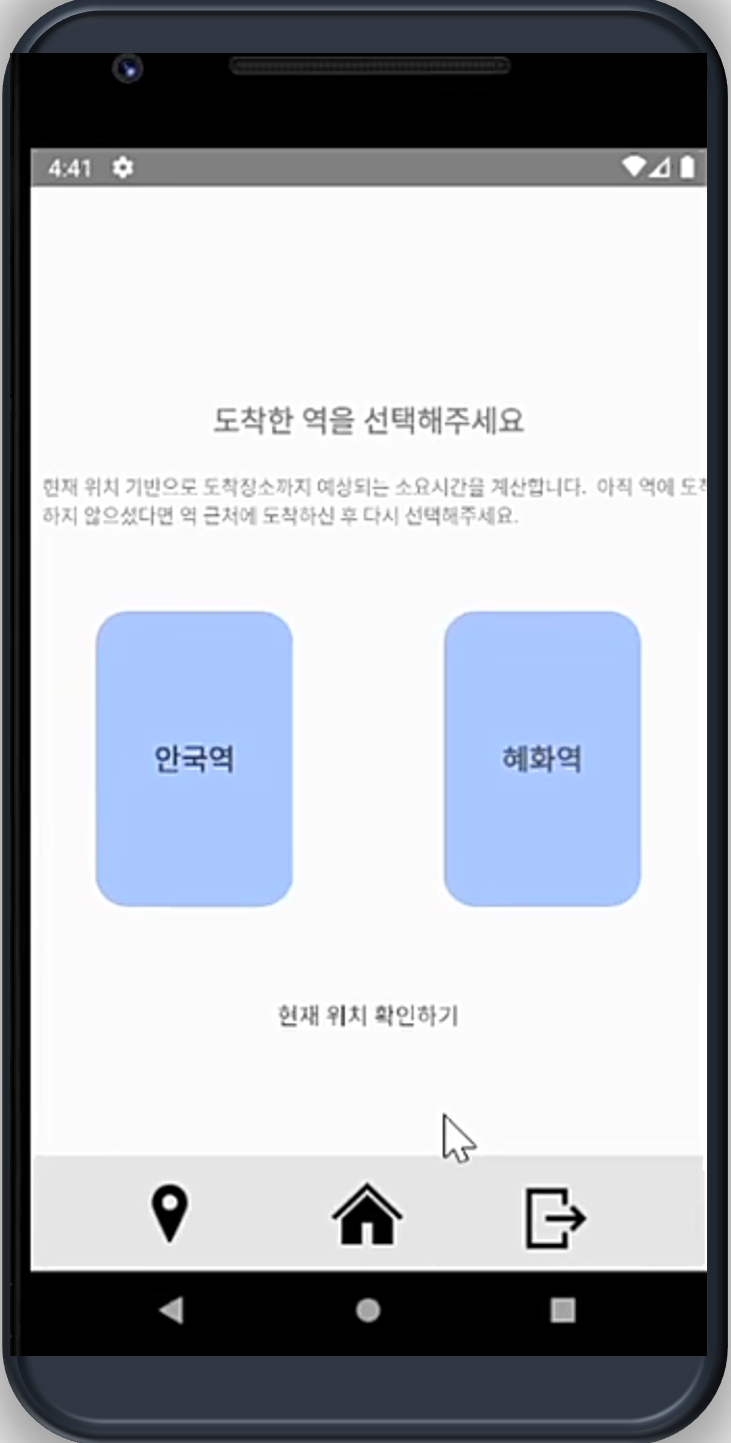 4:41
도착한 역을 선택해주세요
현재 위치 기반으로 도착장소까지 예상되는 소요시간을 계산합니다. 아직 역에 도착
하지 않으셨다면 역 근처에 도착하신 후 다시 선택해주세요.
안국역
혜화역
현재 위치 확인하기